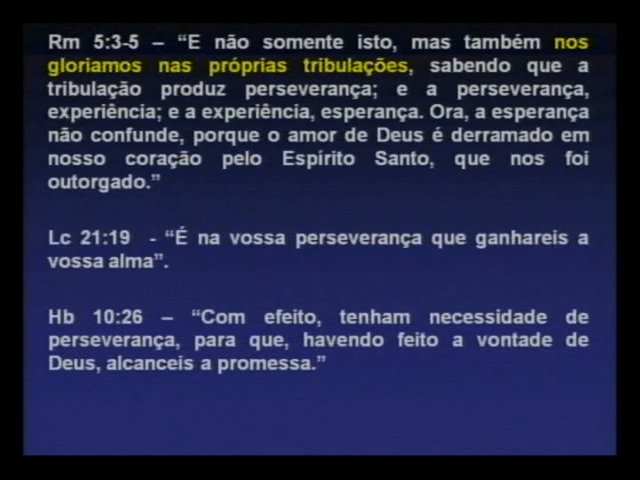 Rm 5:3-5 – “E não somente isto, mas também nos
gloriamos nas próprias tribulações, sabendo que a
tribulação produz perseverança; e a perseverança,
experiência; e a experiência, esperança. Ora, a esperança
não confunde, porque o amor de Deus é derramado em
nosso coração pelo Espírito Santo, que nos foi
outorgado.”
Lc 21:19 - “É na vossa perseverança que ganhareis a
vossa alma”.
Hb 10:26 – “Com efeito, tenham necessidade de
perseverança, para que, havendo feito a vontade de
Deus, alcanceis a promessa.”